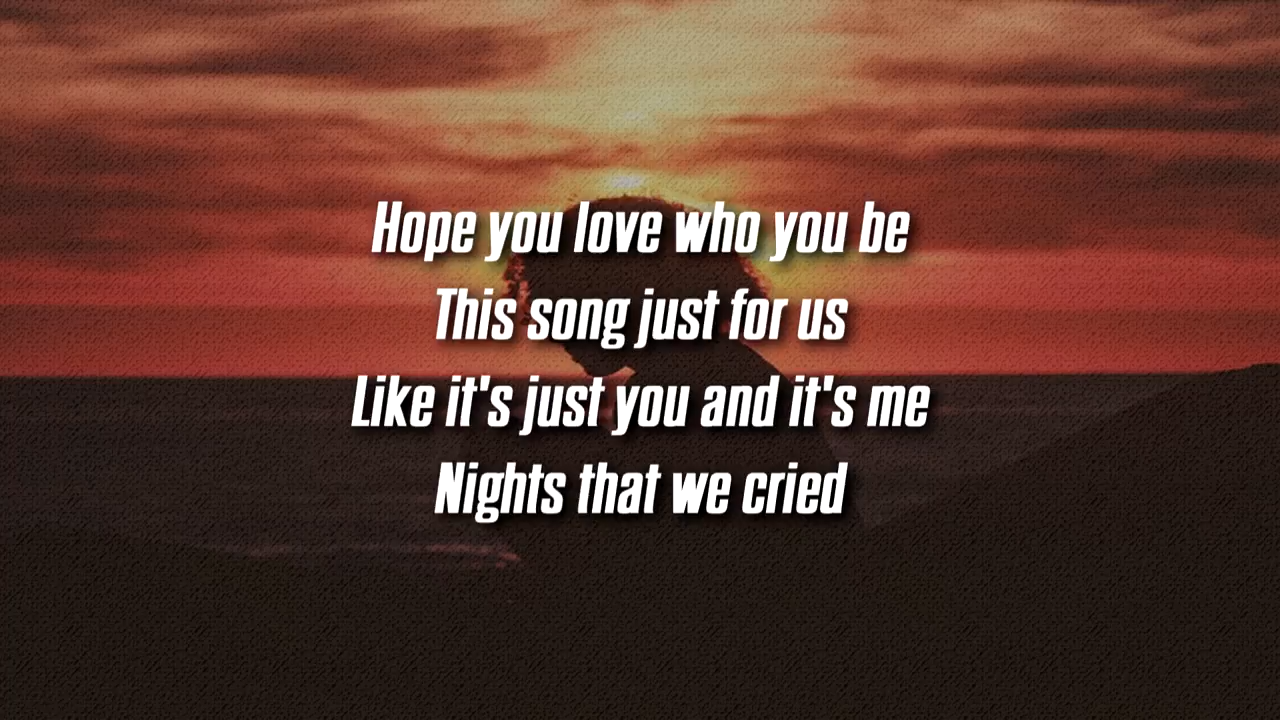 Hope you love who you be
This song just for us
Like it's just you and it's me
Nights that we cried